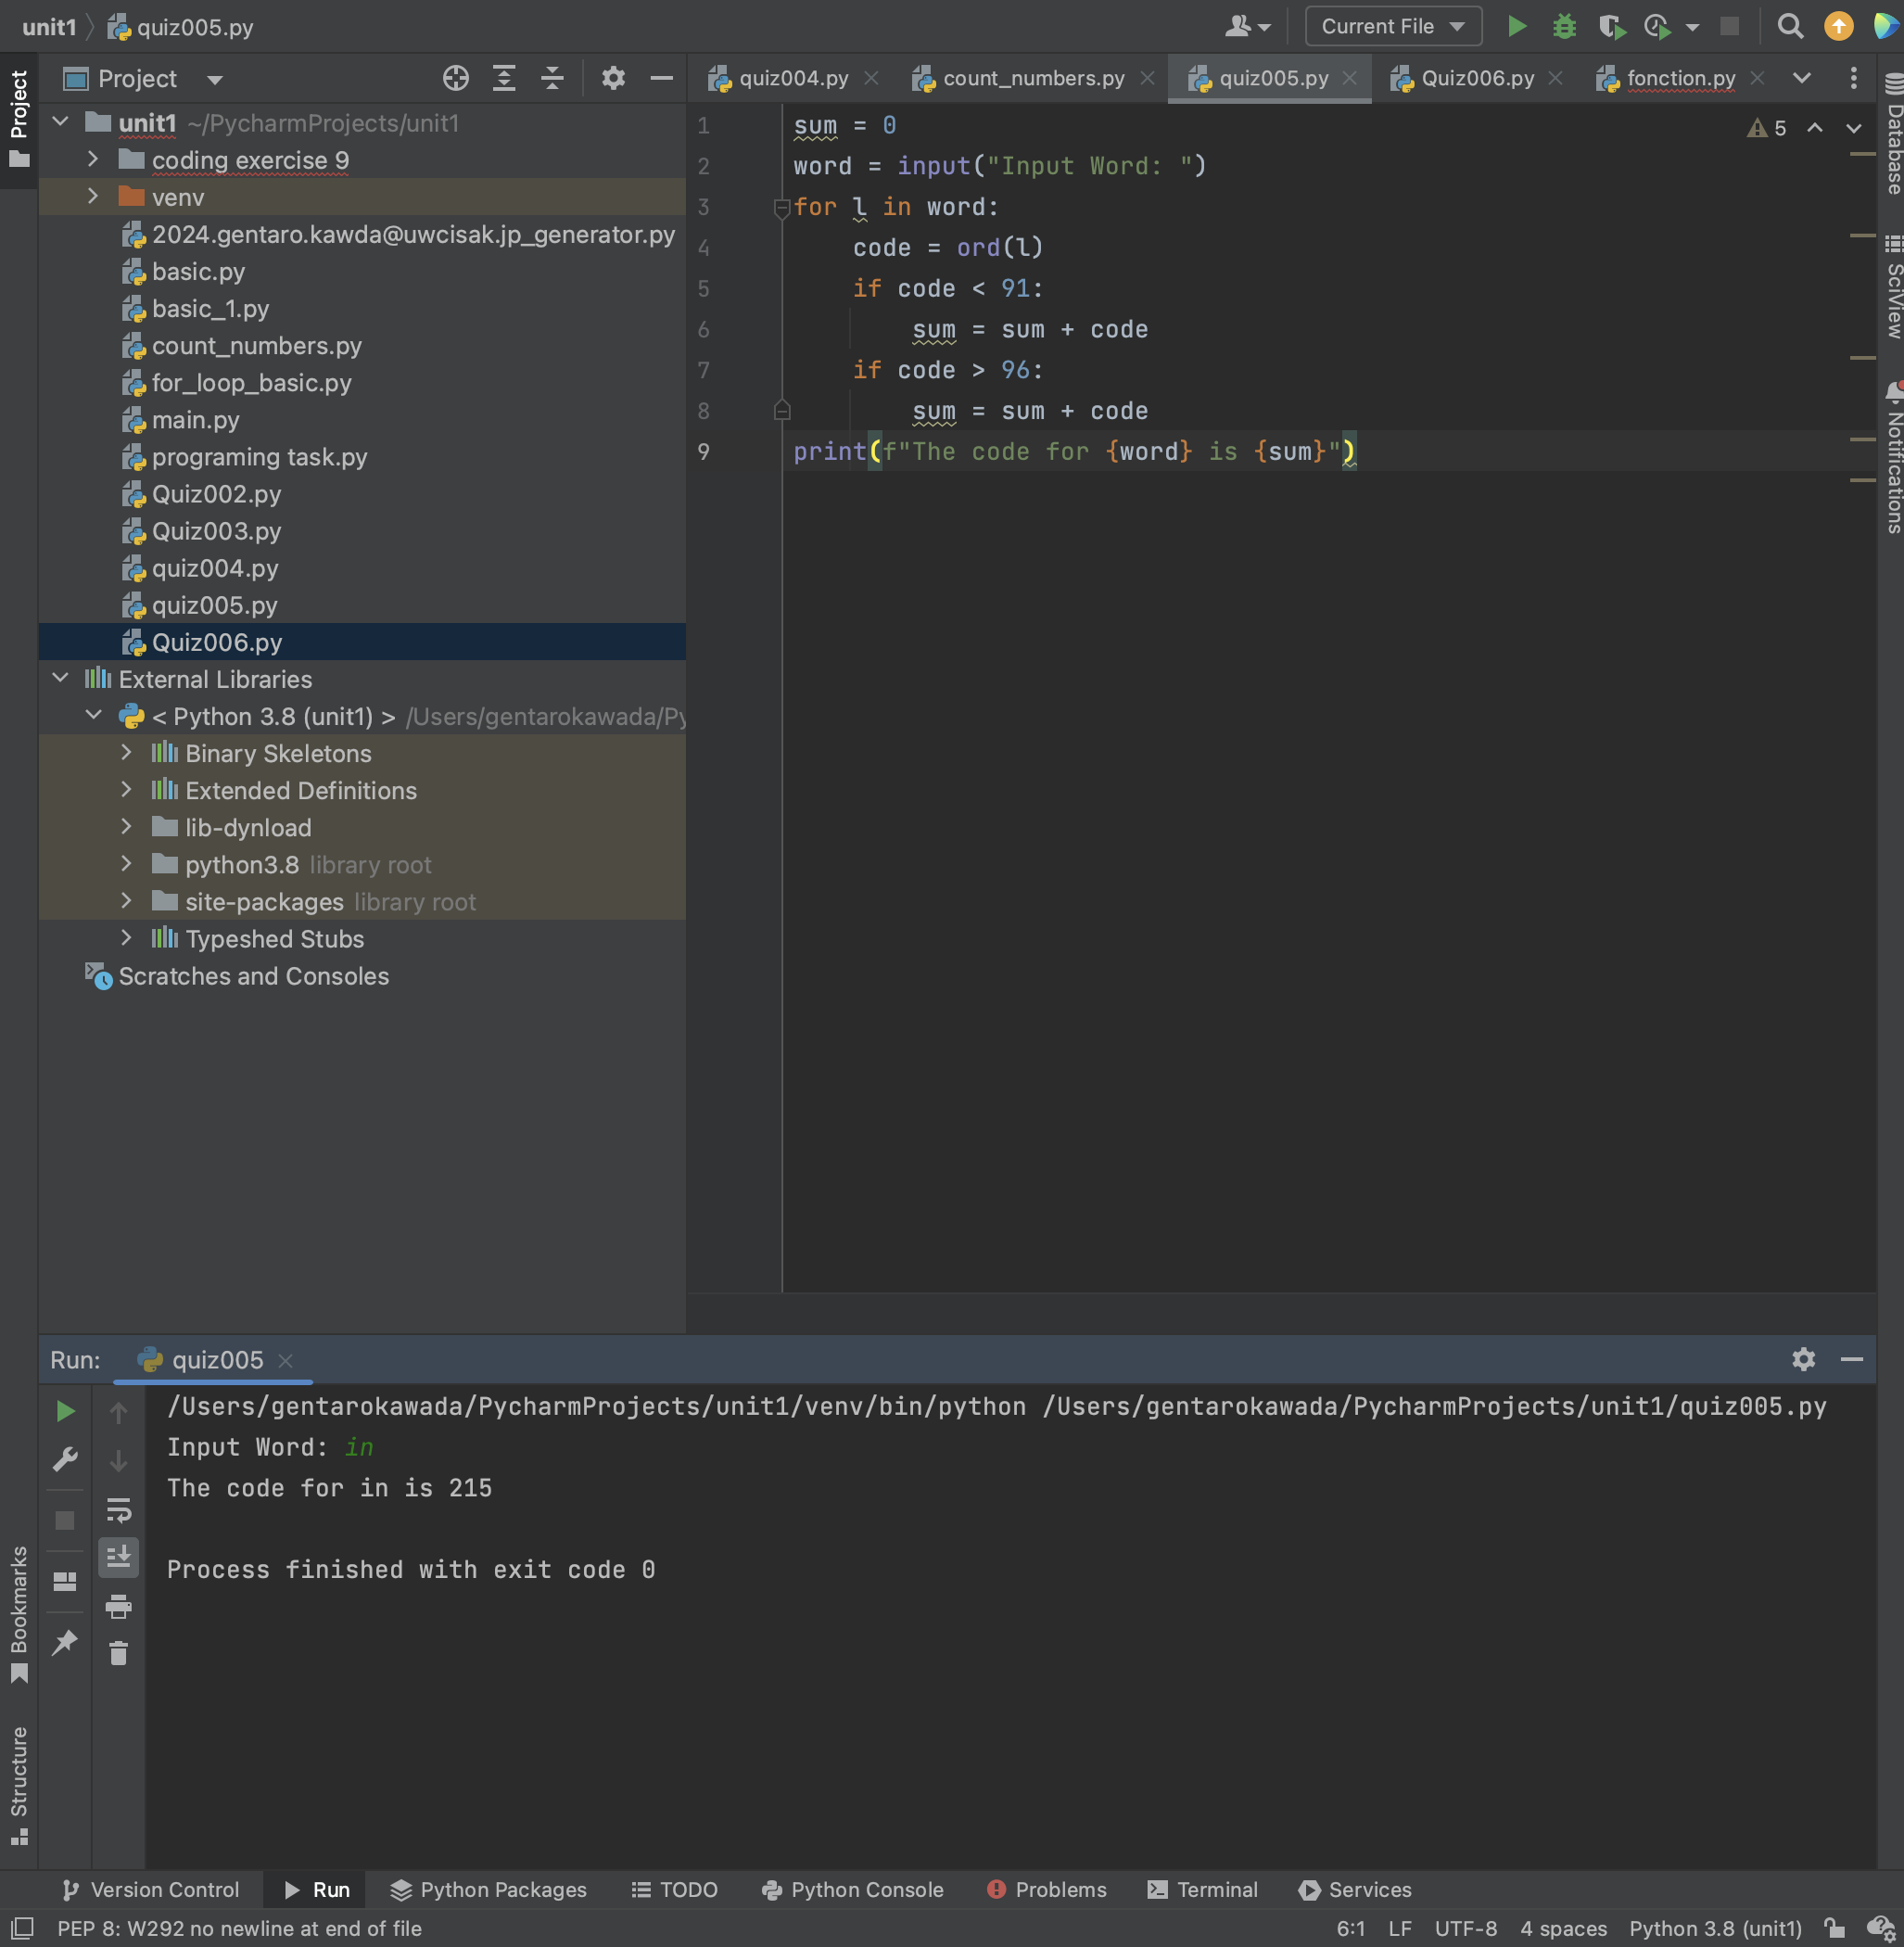 unit1 quiz005.py Current File
Project
Project
quiz004.py count_numbers.py quiz005.py Quiz006.py fonction.py
unit1 ~/PycharmProjects/unit1
coding exercise 9
venv
2024.gentaro.kawda@uwcisak.jp_generator.py
basic.py
basic_1.py
count_numbers.py
for_loop_basic.py
main.py
programing task.py
Quiz002.py
Quiz003.py
quiz004.py
quiz005.py
Quiz006.py
External Libraries
< Python 3.8 (unit1) > /Users/gentarokawada/Py
Binary Skeletons
Extended Definitions
lib-dynload
python3.8 library root
site-packages library root
Typeshed Stubs
Scratches and Consoles
5
1 sum = 0
2 word = input("Input Word: ")
3 for l in word:
4     code = ord(l)
5     if code < 91:
6         sum = sum + code
7     if code > 96:
8         sum = sum + code
9 print(f"The code for {word} is {sum}")
Database
SciView
Notifications
Run: quiz005
/Users/gentarokawada/PycharmProjects/unit1/venv/bin/python /Users/gentarokawada/PycharmProjects/unit1/quiz005.py
Input Word: in
The code for in is 215
Process finished with exit code 0
Bookmarks
Structure
Version Control Run Python Packages TODO Python Console Problems Terminal Services
PEP 8: W292 no newline at end of file 6:1 LF UTF-8 4 spaces Python 3.8 (unit1)